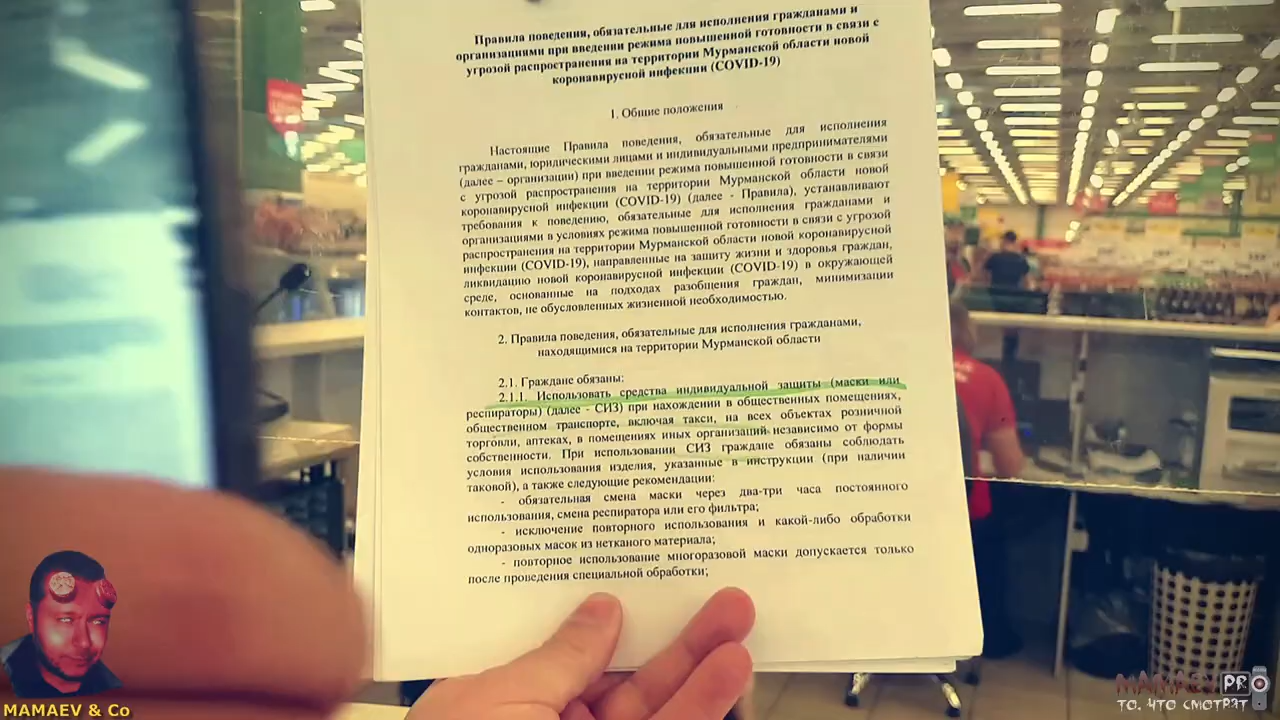 Правила поведения, обязательные для исполнения гражданами и
организациями при введении режима повышенной готовности в связи с
угрозой распространения на территории Мурманской области новой
коронавирусной инфекции (COVID-19)
1. Общие положения
Настоящие Правила поведения, обязательные для исполнения
гражданами, юридическими лицами и индивидуальными предпринимателями
(далее – организации) при введении режима повышенной готовности в связи
с угрозой распространения на территории Мурманской области новой
коронавирусной инфекции (COVID-19) (далее - Правила), устанавливают
требования к поведению, обязательные для исполнения гражданами и
организациями в условиях режима повышенной готовности в связи с угрозой
распространения на территории Мурманской области новой коронавирусной
инфекции (COVID-19), направленные на защиту жизни и здоровья граждан,
ликвидацию новой коронавирусной инфекции (COVID-19) в окружающей
среде, основанные на подходах разобщения граждан, минимизации
контактов, не обусловленных жизненной необходимостью.
2. Правила поведения, обязательные для исполнения гражданами,
находящимися на территории Мурманской области
2.1. Граждане обязаны:
2.1.1. Использовать средства индивидуальной защиты (маски или
респираторы) (далее - СИЗ) при нахождении в общественных помещениях,
общественном транспорте, включая такси, на всех объектах розничной
торговли, аптеках, в помещениях иных организаций независимо от формы
собственности. При использовании СИЗ граждане обязаны соблюдать
условия использования изделия, указанные в инструкции (при наличии
таковой), а также следующие рекомендации:
- обязательная смена маски через два-три часа постоянного
использования, смена респиратора или его фильтра;
- исключение повторного использования и какой-либо обработки
одноразовых масок из нетканого материала;
- повторное использование многоразовой маски допускается только
после проведения специальной обработки;
MAMAEV & Co
MAMAEV PRO
ТО, ЧТО СМОТРЯТ